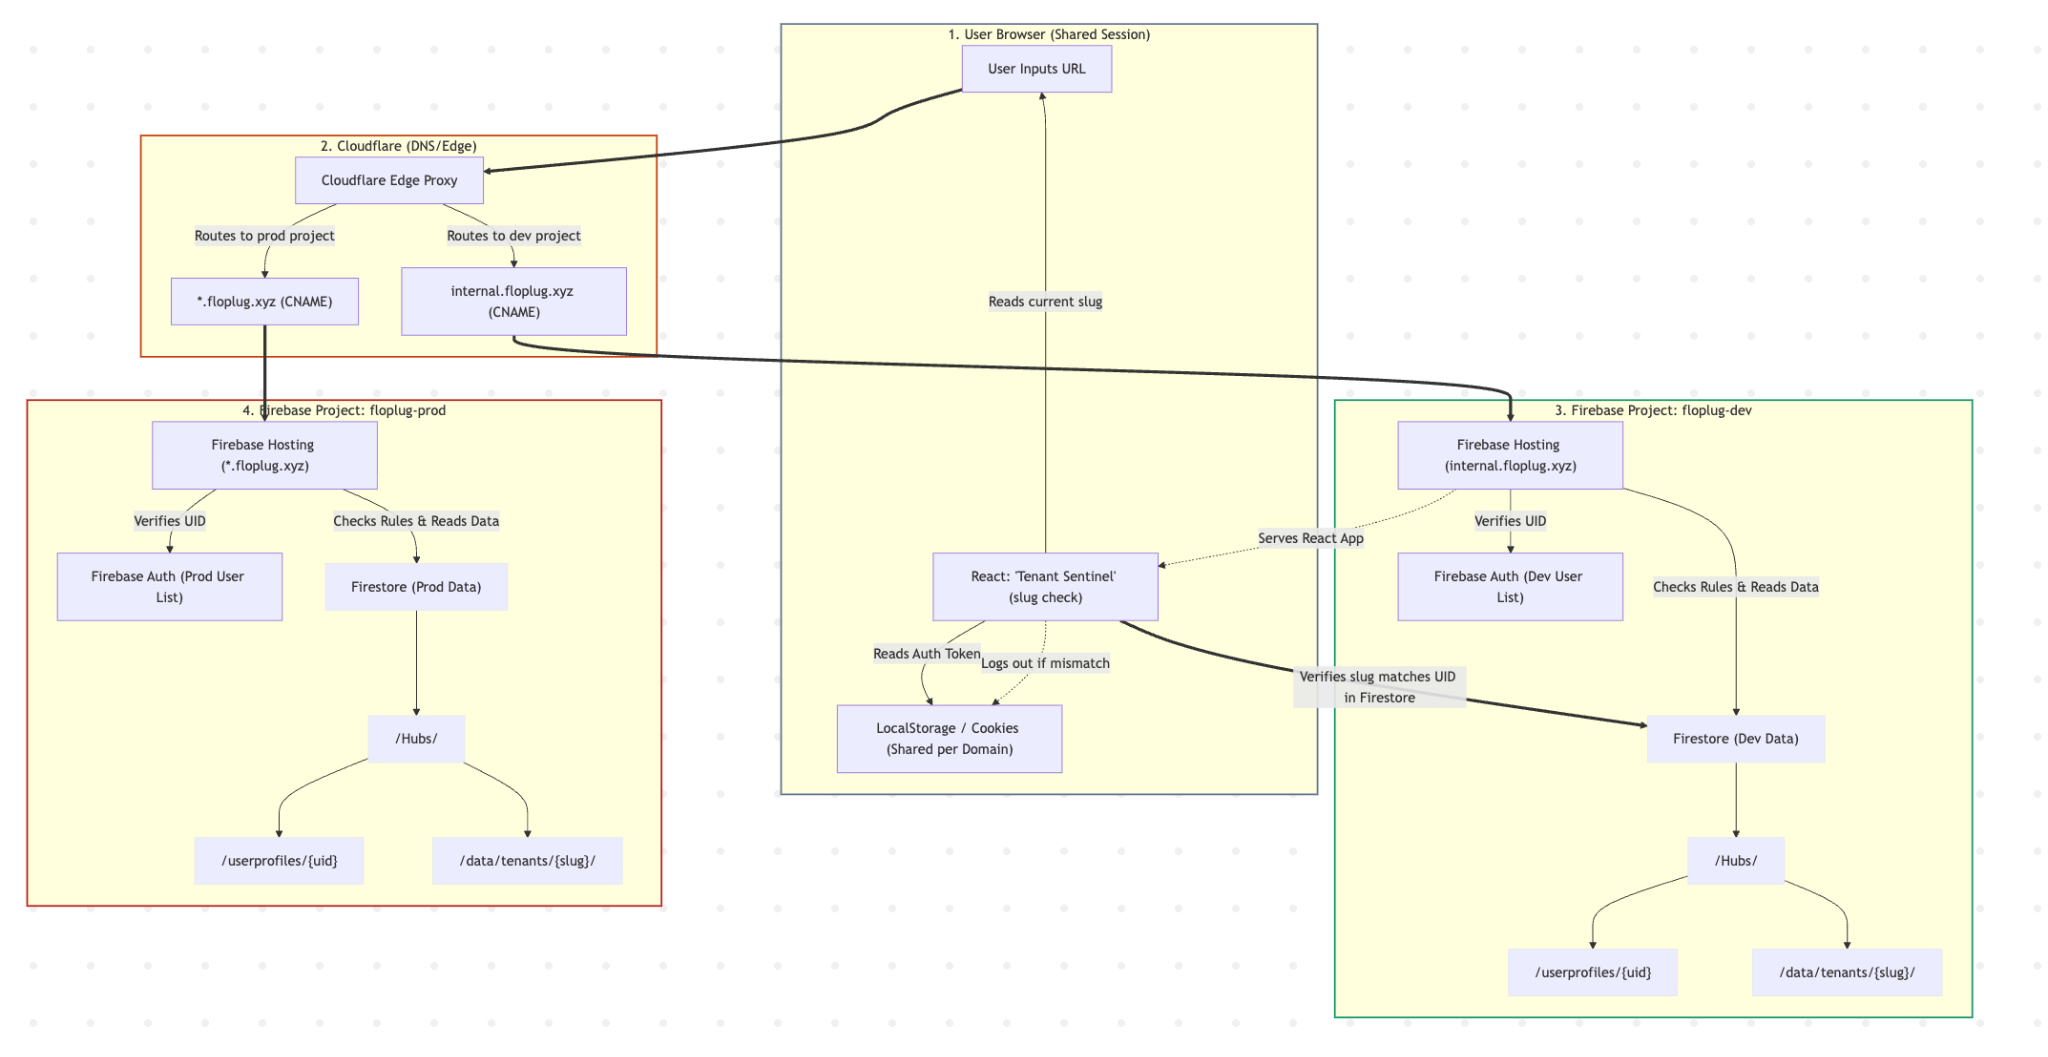 1. User Browser (Shared Session)
User Inputs URL
2. Cloudflare (DNS/Edge)
Cloudflare Edge Proxy
Routes to prod project
Routes to dev project
*.floplug.xyz (CNAME)
internal.floplug.xyz
(CNAME)
Reads current slug
4. Firebase Project: floplug-prod
Firebase Hosting
(*.floplug.xyz)
Verifies UID
Checks Rules & Reads Data
Firebase Auth (Prod User
List)
Firestore (Prod Data)
/Hubs/
/userprofiles/{uid}
/data/tenants/{slug}/
React: 'Tenant Sentinel'
(slug check)
Reads Auth Token
Logs out if mismatch
LocalStorage / Cookies
(Shared per Domain)
3. Firebase Project: floplug-dev
Firebase Hosting
(internal.floplug.xyz)
Serves React App
Verifies UID
Firebase Auth (Dev User
List)
Checks Rules & Reads Data
Verifies slug matches UID
in Firestore
Firestore (Dev Data)
/Hubs/
/userprofiles/{uid}
/data/tenants/{slug}/